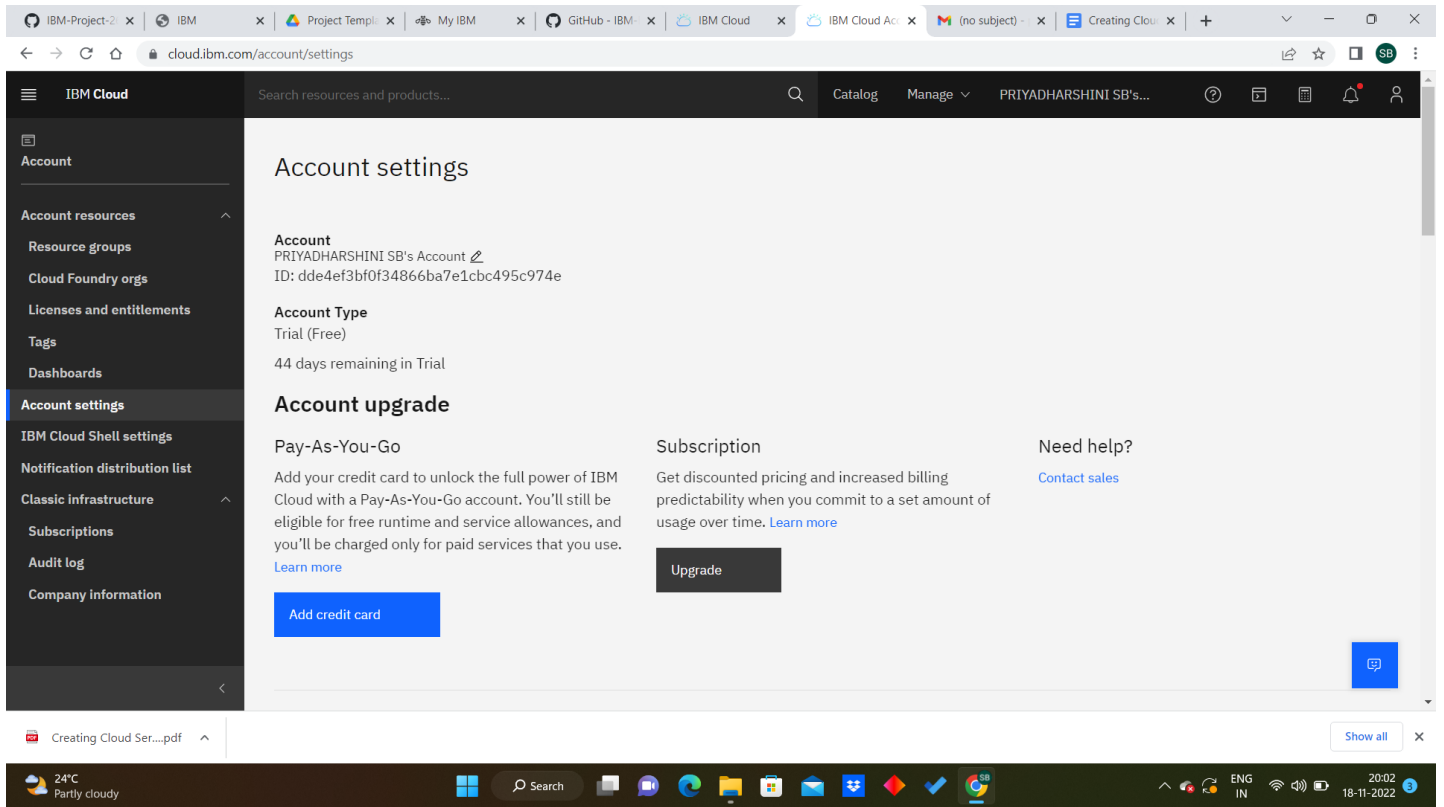 IBM-Project-2
IBM
Project Templa
My IBM
GitHub - IBM-
IBM Cloud
IBM Cloud Acc
(no subject) -
Creating Clou
cloud.ibm.com/account/settings
SB
IBM Cloud
Search resources and products...
Catalog
Manage
PRIYADHARSHINI SB's...
Account
Account resources
Resource groups
Cloud Foundry orgs
Licenses and entitlements
Tags
Dashboards
Account settings
IBM Cloud Shell settings
Notification distribution list
Classic infrastructure
Subscriptions
Audit log
Company information
Account settings
Account
PRIYADHARSHINI SB's Account
ID: dde4ef3bf0f34866ba7e1cbc495c974e
Account Type
Trial (Free)
44 days remaining in Trial
Account upgrade
Pay-As-You-Go
Add your credit card to unlock the full power of IBM
Cloud with a Pay-As-You-Go account. You’ll still be
eligible for free runtime and service allowances, and
you’ll be charged only for paid services that you use.
Learn more
Add credit card
Subscription
Get discounted pricing and increased billing
predictability when you commit to a set amount of
usage over time. Learn more
Upgrade
Need help?
Contact sales
PDF
Creating Cloud Ser....pdf
Show all
24°C
Partly cloudy
Search
SB
ENG
IN
20:02
18-11-2022
3